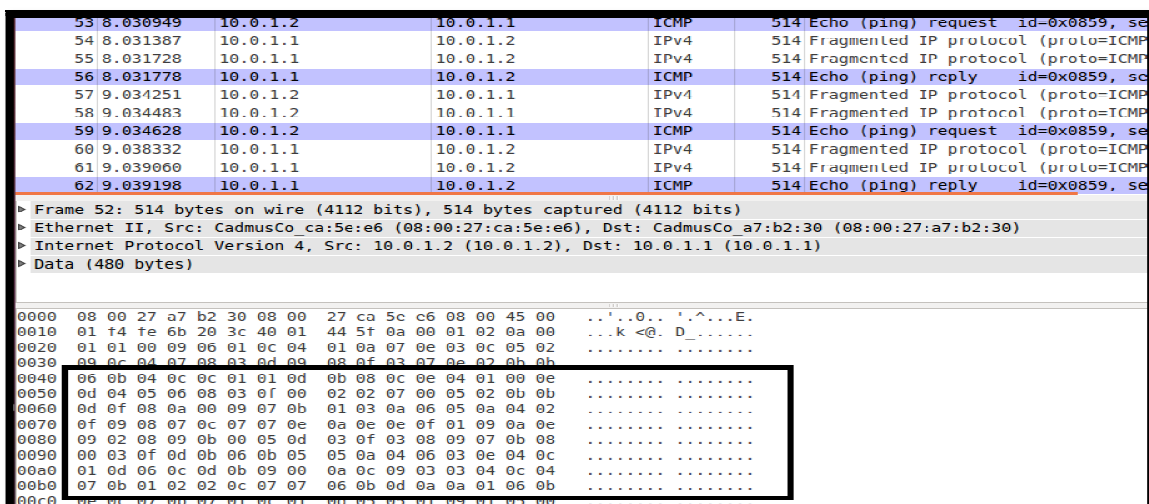 53 8.030949 10.0.1.2 10.0.1.1 ICMP 514 Echo (ping) request id=0x0859, se
54 8.031387 10.0.1.1 10.0.1.2 IPv4 514 Fragmented IP protocol (proto=ICMP
55 8.031728 10.0.1.1 10.0.1.2 IPv4 514 Fragmented IP protocol (proto=ICMP
56 8.031778 10.0.1.1 10.0.1.2 ICMP 514 Echo (ping) reply id=0x0859, se
57 9.034251 10.0.1.2 10.0.1.1 IPv4 514 Fragmented IP protocol (proto=ICMP
58 9.034483 10.0.1.2 10.0.1.1 IPv4 514 Fragmented IP protocol (proto=ICMP
59 9.034628 10.0.1.2 10.0.1.1 ICMP 514 Echo (ping) request id=0x0859, se
60 9.038332 10.0.1.1 10.0.1.2 IPv4 514 Fragmented IP protocol (proto=ICMP
61 9.039060 10.0.1.1 10.0.1.2 IPv4 514 Fragmented IP protocol (proto=ICMP
62 9.039198 10.0.1.1 10.0.1.2 ICMP 514 Echo (ping) reply id=0x0859, se
Frame 52: 514 bytes on wire (4112 bits), 514 bytes captured (4112 bits)
Ethernet II, Src: CadmusCo_ca:5e:e6 (08:00:27:ca:5e:e6), Dst: CadmusCo_a7:b2:30 (08:00:27:a7:b2:30)
Internet Protocol Version 4, Src: 10.0.1.2 (10.0.1.2), Dst: 10.0.1.1 (10.0.1.1)
Data (480 bytes)
0000 08 00 27 a7 b2 30 08 00 27 ca 5e e6 08 00 45 00 ..'..0.. '.^...E.
0010 01 f4 fe 6b 20 3c 40 01 44 5f 0a 00 01 02 0a 00 ...k <@. D_......
0020 01 01 00 09 06 01 0c 04 01 0a 07 0e 03 0c 05 02 ........ ........
0030 09 0c 04 07 08 03 0d 09 08 0f 03 07 0e 02 0b 0b ........ ........
0040 06 0b 04 0c 0c 01 01 0d 0b 08 0c 0e 04 01 00 0e ........ ........
0050 0d 04 05 06 08 03 0f 00 02 02 07 00 05 02 0b 0b ........ ........
0060 0d 0f 08 0a 00 09 07 0b 01 03 0a 06 05 0a 04 02 ........ ........
0070 0f 09 08 07 0c 07 07 0e 0a 0e 0e 0f 01 09 0a 0e ........ ........
0080 09 02 08 09 0b 00 05 0d 03 0f 03 08 09 07 0b 08 ........ ........
0090 00 03 0f 0d 0b 06 0b 05 05 0a 04 06 03 0e 04 0c ........ ........
00a0 01 0d 06 0c 0d 0b 09 00 0a 0c 09 03 03 04 0c 04 ........ ........
00b0 07 0b 01 02 02 0c 07 07 06 0b 0d 0a 0a 01 06 0b ........ ........
00c0